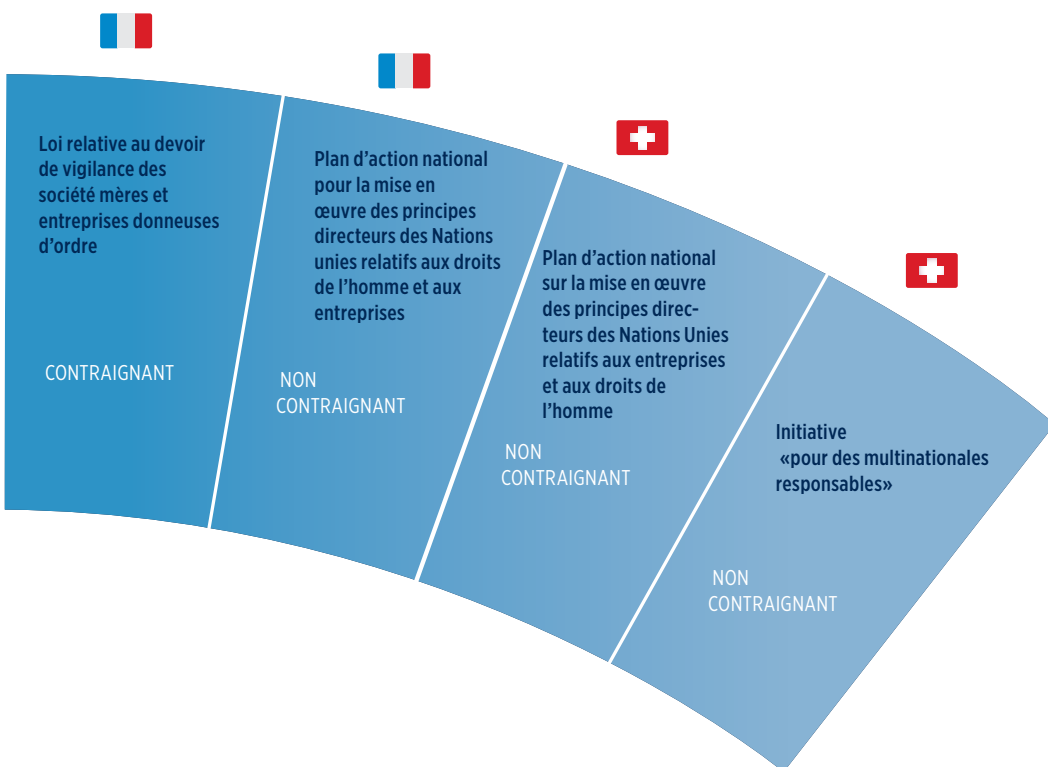 Loi relative au devoir
de vigilance des
société mères et
entreprises donneuses
d'ordre
CONTRAIGNANT
Plan d'action national
pour la mise en
œuvre des principes
directeurs des Nations
unies relatifs aux droits
de l'homme et aux
entreprises
NON
CONTRAIGNANT
Plan d'action national
sur la mise en œuvre
des principes direc-
teurs des Nations Unies
relatifs aux entreprises
et aux droits de
l'homme
NON
CONTRAIGNANT
Initiative
«pour des multinationales
responsables»
NON
CONTRAIGNANT